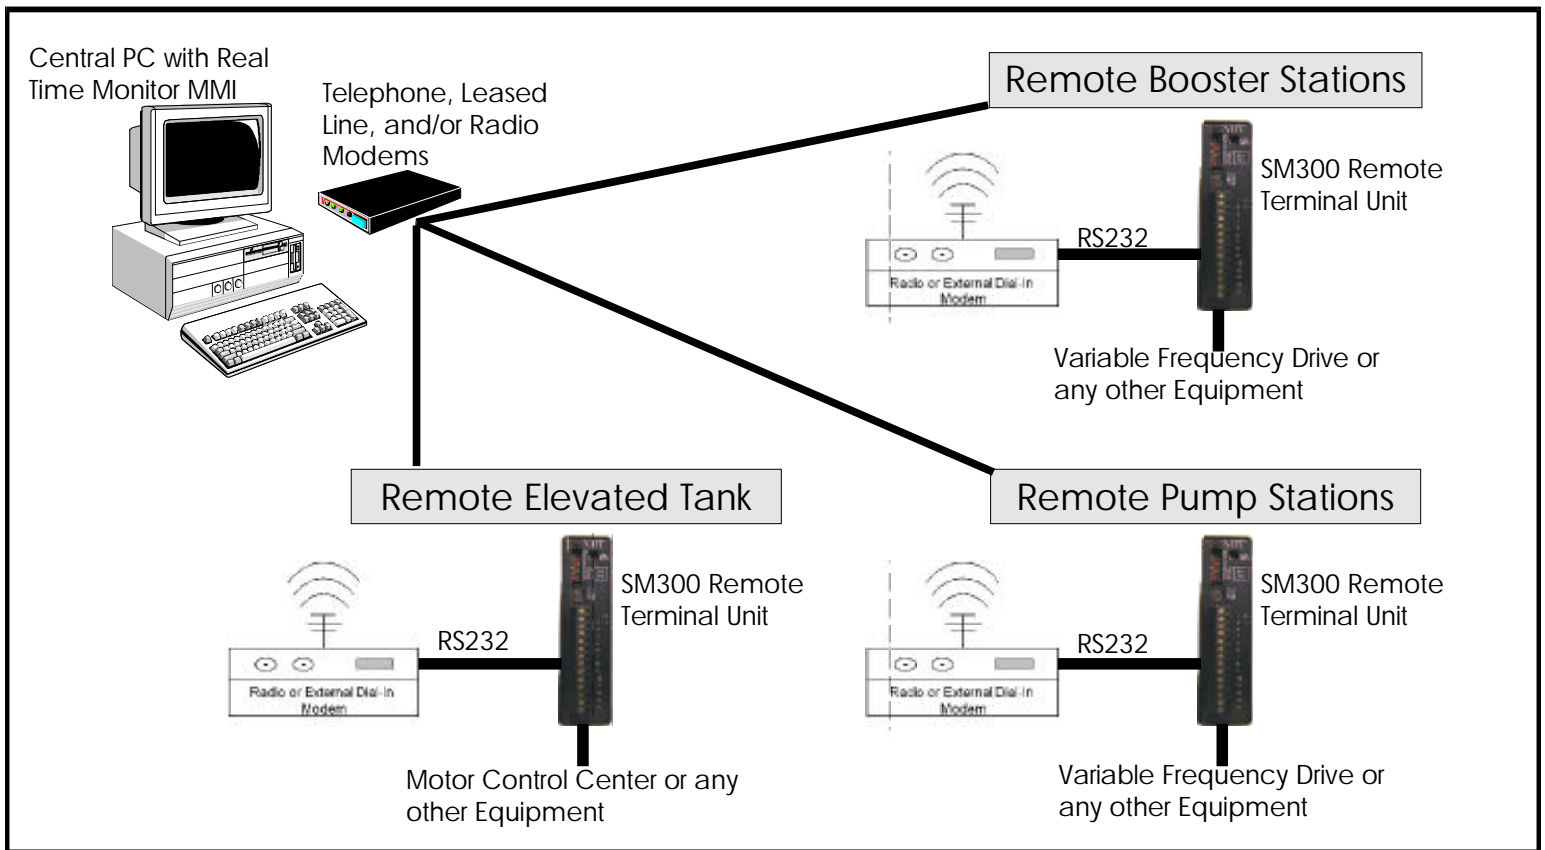 Central PC with Real
Time Monitor MMI
Telephone, Leased
Line, and/or Radio
Modems
Remote Booster Stations
SM300 Remote
Terminal Unit
RS232
Radio or External Dial-In
Modem
Variable Frequency Drive or
any other Equipment
Remote Elevated Tank
SM300 Remote
Terminal Unit
RS232
Radio or External Dial-In
Modem
Motor Control Center or any
other Equipment
Remote Pump Stations
SM300 Remote
Terminal Unit
RS232
Radio or External Dial-In
Modem
Variable Frequency Drive or
any other Equipment